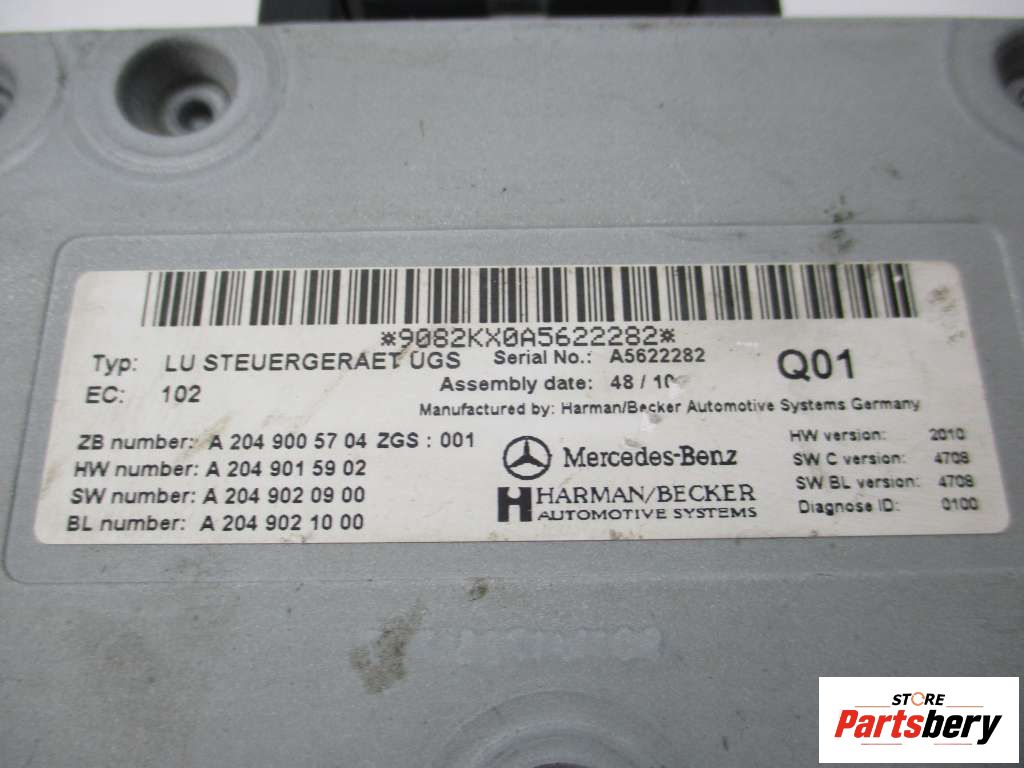 *9082KX0A5622282*
Typ: LU STEUERGERAET UGS Serial No.: A5622282
EC: 102 Assembly date: 48 / 10 Q01
Manufactured by: Harman/Becker Automotive Systems Germany
ZB number: A 204 900 57 04 ZGS : 001
HW number: A 204 901 59 02
SW number: A 204 902 09 00
BL number: A 204 902 10 00
Mercedes-Benz
HARMAN/BECKER
AUTOMOTIVE SYSTEMS
HW version: 2010
SW C version: 4708
SW BL version: 4708
Diagnose ID: 0100
STORE
Partsbery